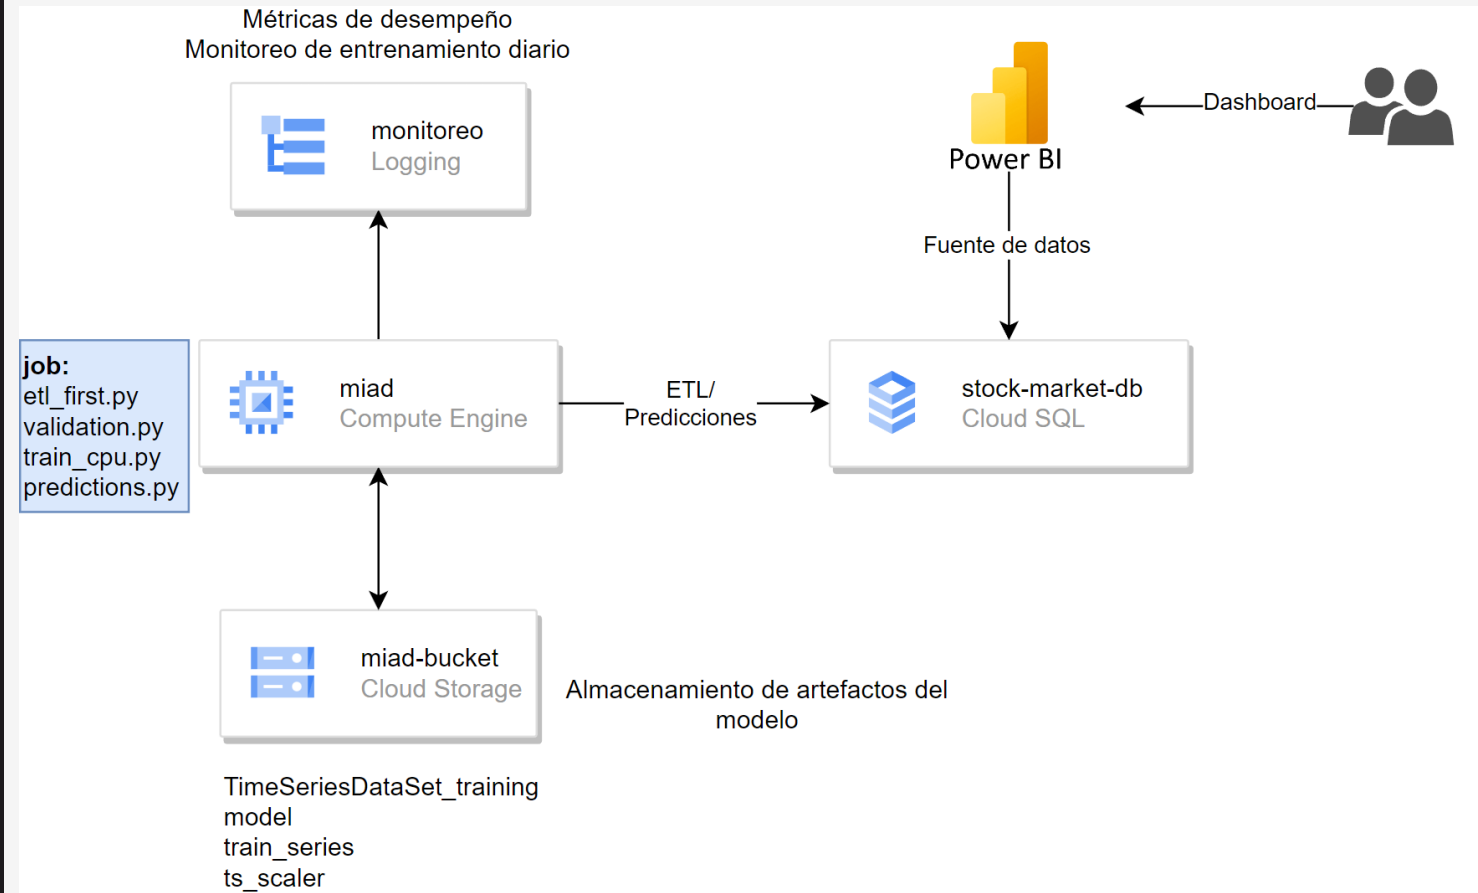 Métricas de desempeño
Monitoreo de entrenamiento diario
monitoreo
Logging
Power BI
Dashboard
Fuente de datos
job:
etl_first.py
validation.py
train_cpu.py
predictions.py
miad
Compute Engine
ETL/
Predicciones
stock-market-db
Cloud SQL
miad-bucket
Cloud Storage
Almacenamiento de artefactos del
modelo
TimeSeriesDataSet_training
model
train_series
ts_scaler